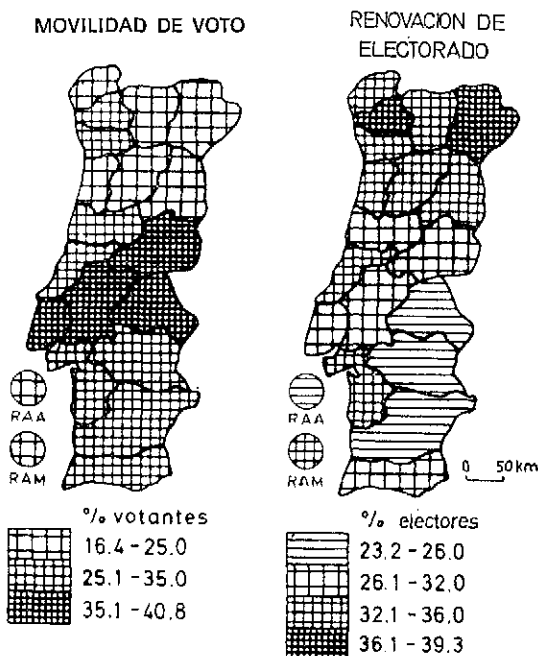 MOVILIDAD DE VOTO
RAA
RAM
% votantes
16.4 - 25.0
25.1 - 35.0
35.1 - 40.8
RENOVACION DE
ELECTORADO
RAA
RAM
0 50 km
% electores
23.2 - 26.0
26.1 - 32.0
32.1 - 36.0
36.1 - 39.3